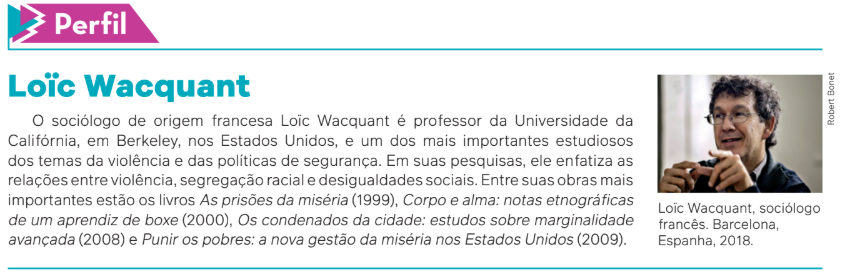 Perfil
Loïc Wacquant
O sociólogo de origem francesa Loïc Wacquant é professor da Universidade da
Califórnia, em Berkeley, nos Estados Unidos, e um dos mais importantes estudiosos
dos temas da violência e das políticas de segurança. Em suas pesquisas, ele enfatiza as
relações entre violência, segregação racial e desigualdades sociais. Entre suas obras mais
importantes estão os livros As prisões da miséria (1999), Corpo e alma: notas etnográficas
de um aprendiz de boxe (2000), Os condenados da cidade: estudos sobre marginalidade
avançada (2008) e Punir os pobres: a nova gestão da miséria nos Estados Unidos (2009).
Robert Bonet
Loïc Wacquant, sociólogo
francês. Barcelona,
Espanha, 2018.